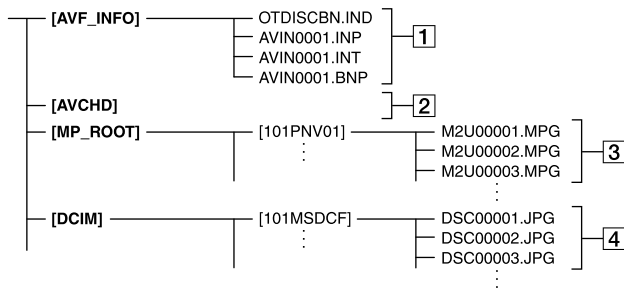 [AVF_INFO] OTDISCBN.IND
AVIN0001.INP
AVIN0001.INT
AVIN0001.BNP
1
[AVCHD] 2
[MP_ROOT] [101PNV01] M2U00001.MPG
M2U00002.MPG
M2U00003.MPG
3
[DCIM] [101MSDCF] DSC00001.JPG
DSC00002.JPG
DSC00003.JPG
4